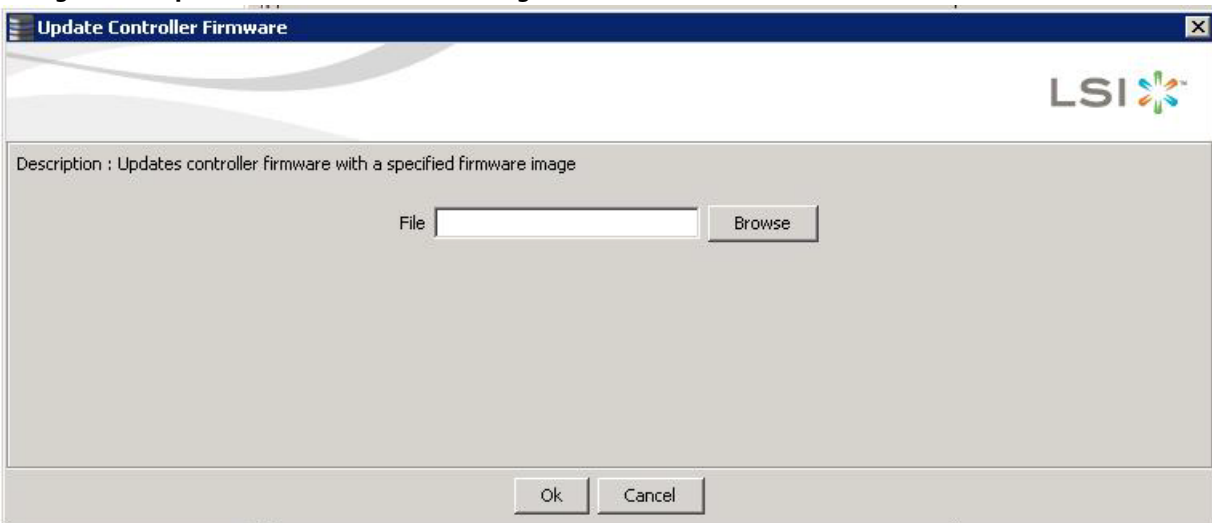 Update Controller Firmware
LSI
Description : Updates controller firmware with a specified firmware image
File
Browse
Ok
Cancel